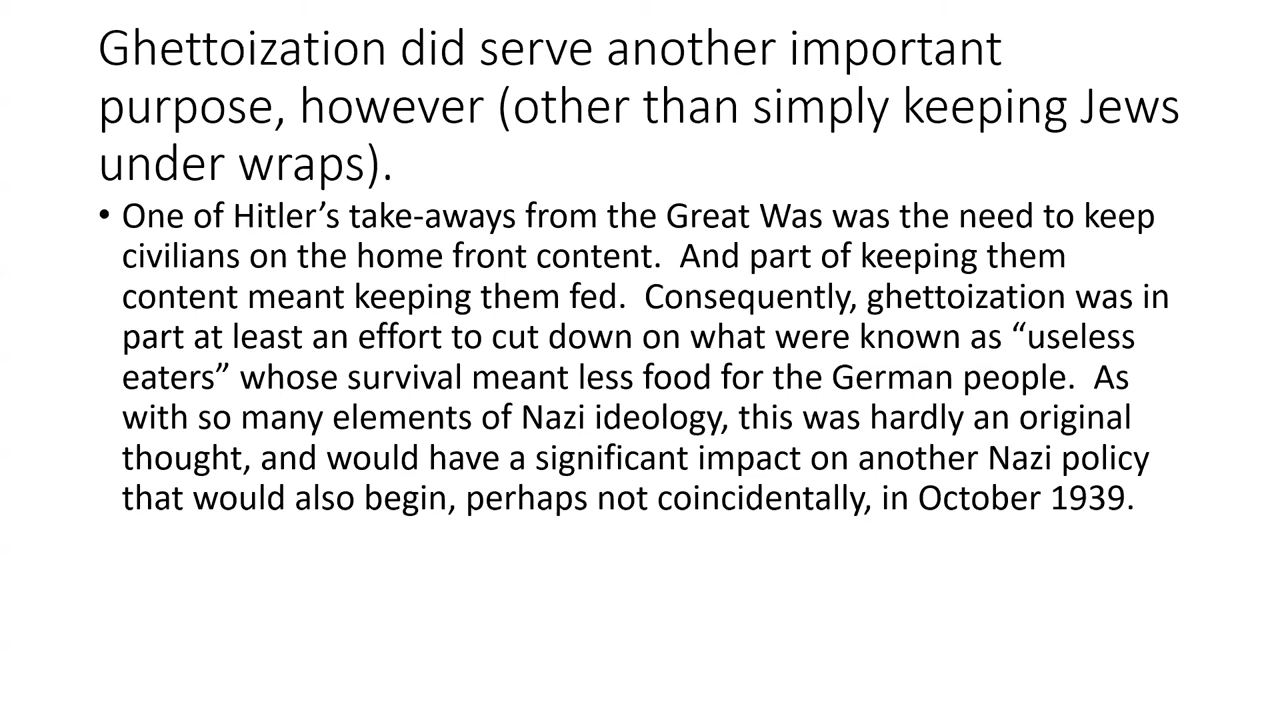 Ghettoization did serve another important
purpose, however (other than simply keeping Jews
under wraps).
• One of Hitler’s take-aways from the Great Was was the need to keep
civilians on the home front content.  And part of keeping them
content meant keeping them fed.  Consequently, ghettoization was in
part at least an effort to cut down on what were known as “useless
eaters” whose survival meant less food for the German people.  As
with so many elements of Nazi ideology, this was hardly an original
thought, and would have a significant impact on another Nazi policy
that would also begin, perhaps not coincidentally, in October 1939.